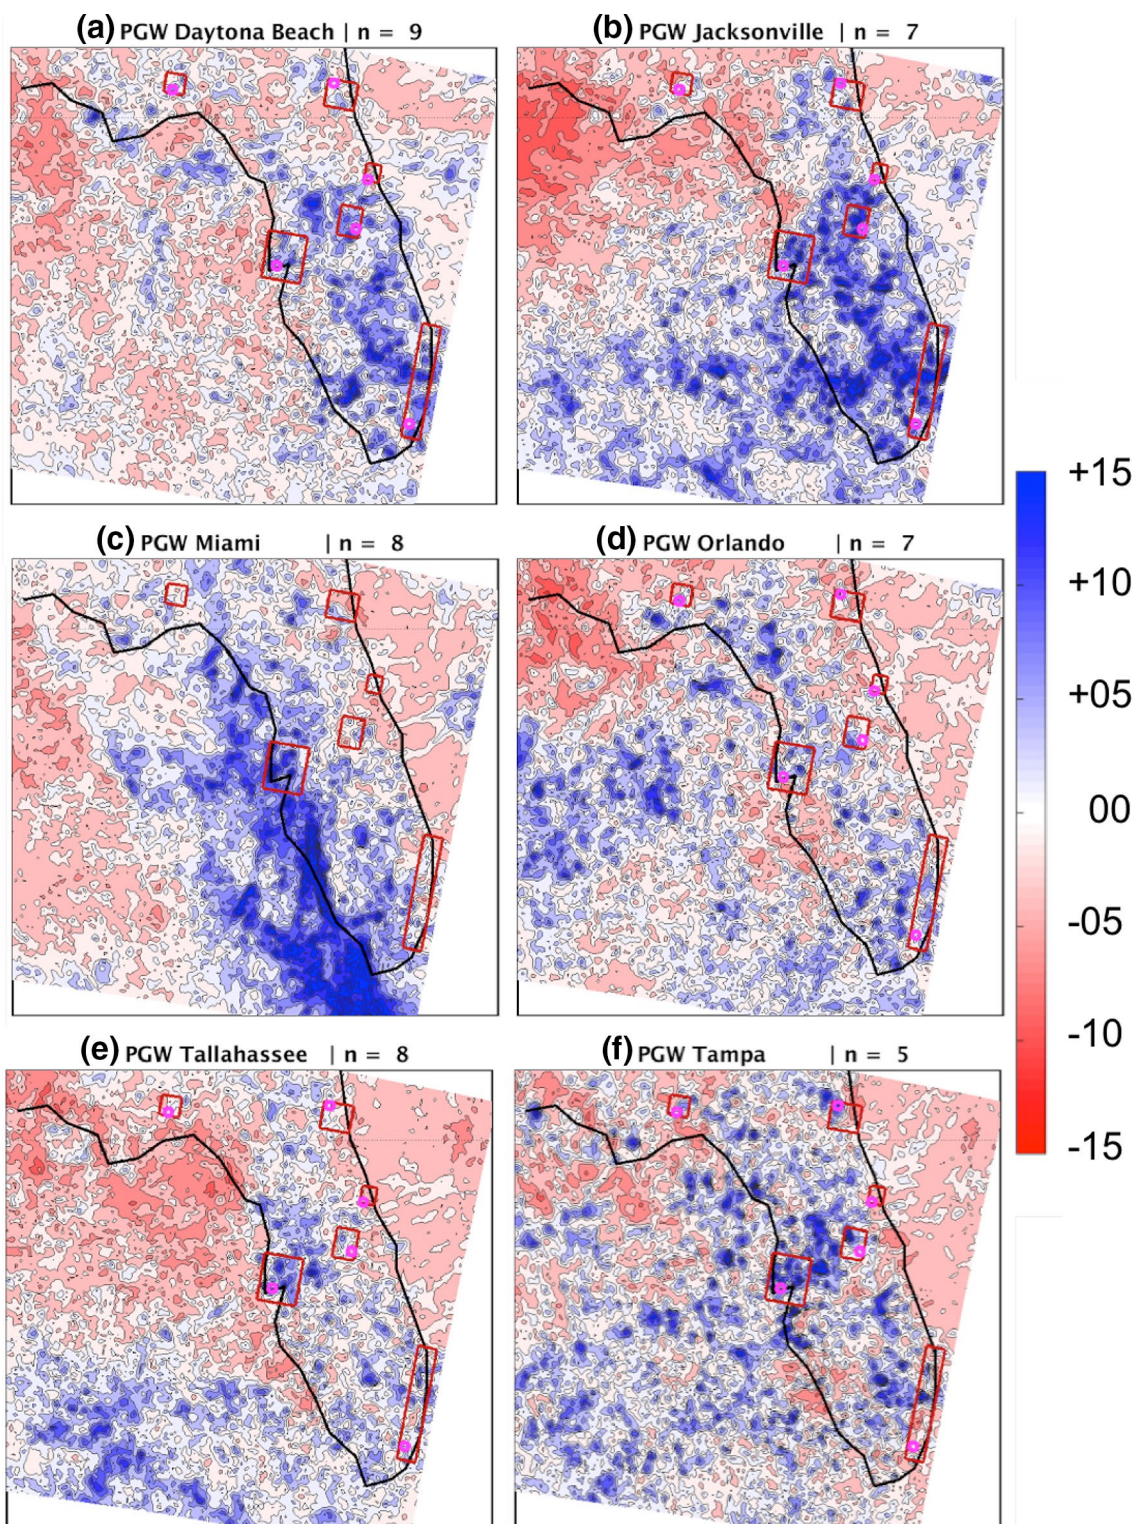 (a) PGW Daytona Beach | n = 9
(b) PGW Jacksonville | n = 7
(c) PGW Miami | n = 8
(d) PGW Orlando | n = 7
+15
+10
+05
00
-05
-10
-15
(e) PGW Tallahassee | n = 8
(f) PGW Tampa | n = 5